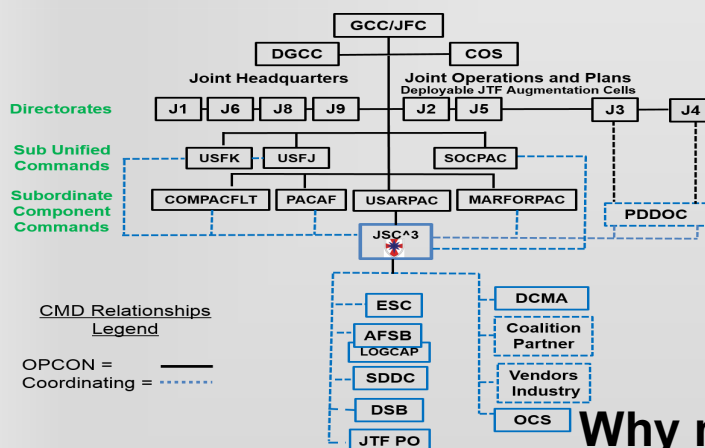 GCC/JFC
DGCC
COS
Joint Headquarters
Joint Operations and Plans
Deployable JTF Augmentation Cells
Directorates
J1
J6
J8
J9
J2
J5
J3
J4
Sub Unified
Commands
USFK
USFJ
SOCPAC
Subordinate
Component
Commands
COMPACFLT
PACAF
USARPAC
MARFORPAC
PDDOC
JSC^3
CMD Relationships
Legend
OPCON =
Coordinating =
ESC
AFSB
LOGCAP
SDDC
DSB
JTF PO
DCMA
Coalition
Partner
Vendors
Industry
OCS
Why